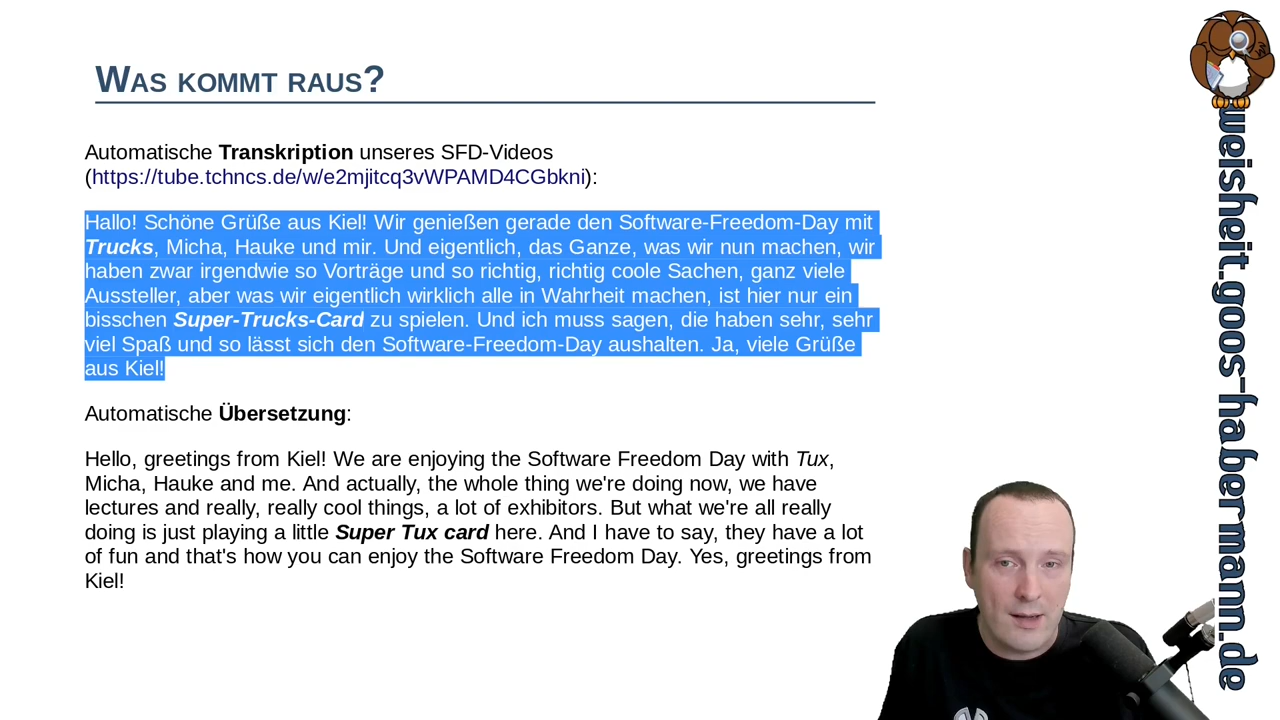 Was kommt raus?
Automatische Transkription unseres SFD-Videos
(https://tube.tchncs.de/w/e2mjitcq3vWPAMD4CGbkni):
Hallo! Schöne Grüße aus Kiel! Wir genießen gerade den Software-Freedom-Day mit
Trucks, Micha, Hauke und mir. Und eigentlich, das Ganze, was wir nun machen, wir
haben zwar irgendwie so Vorträge und so richtig, richtig coole Sachen, ganz viele
Aussteller, aber was wir eigentlich wirklich alle in Wahrheit machen, ist hier nur ein
bisschen Super-Trucks-Card zu spielen. Und ich muss sagen, die haben sehr, sehr
viel Spaß und so lässt sich den Software-Freedom-Day aushalten. Ja, viele Grüße
aus Kiel!
Automatische Übersetzung:
Hello, greetings from Kiel! We are enjoying the Software Freedom Day with Tux,
Micha, Hauke and me. And actually, the whole thing we're doing now, we have
lectures and really, really cool things, a lot of exhibitors. But what we're all really
doing is just playing a little Super Tux card here. And I have to say, they have a lot
of fun and that's how you can enjoy the Software Freedom Day. Yes, greetings from
Kiel!
weisheit.goos-habermann.de